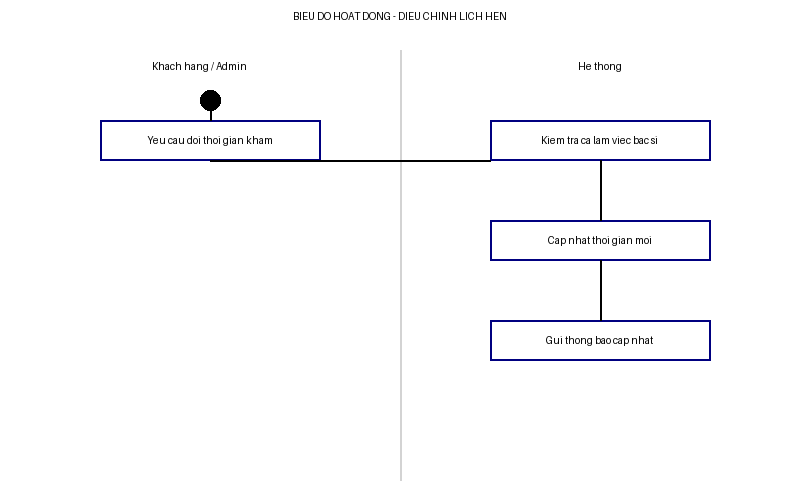 BIEU DO HOAT DONG - DIEU CHINH LICH HEN
Khach hang / Admin
He thong
Yeu cau doi thoi gian kham
Kiem tra ca lam viec bac si
Cap nhat thoi gian moi
Gui thong bao cap nhat